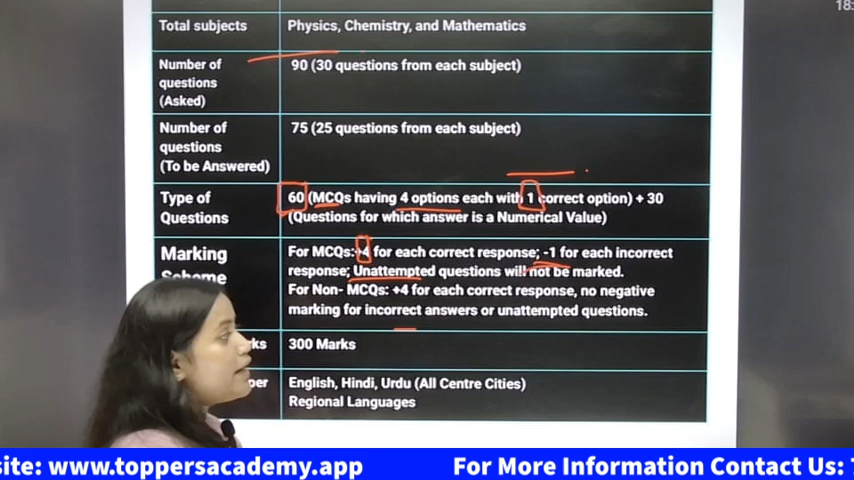 18:
Total subjects
Physics, Chemistry, and Mathematics
Number of
questions
(Asked)
90 (30 questions from each subject)
Number of
questions
(To be Answered)
75 (25 questions from each subject)
Type of
Questions
60 (MCQs having 4 options each with 1 correct option) + 30
(Questions for which answer is a Numerical Value)
Marking
Scheme
For MCQs:+4 for each correct response; -1 for each incorrect
response; Unattempted questions will not be marked.
For Non- MCQs: +4 for each correct response, no negative
marking for incorrect answers or unattempted questions.
rks
300 Marks
per
English, Hindi, Urdu (All Centre Cities)
Regional Languages
site: www.toppersacademy.app
For More Information Contact Us: